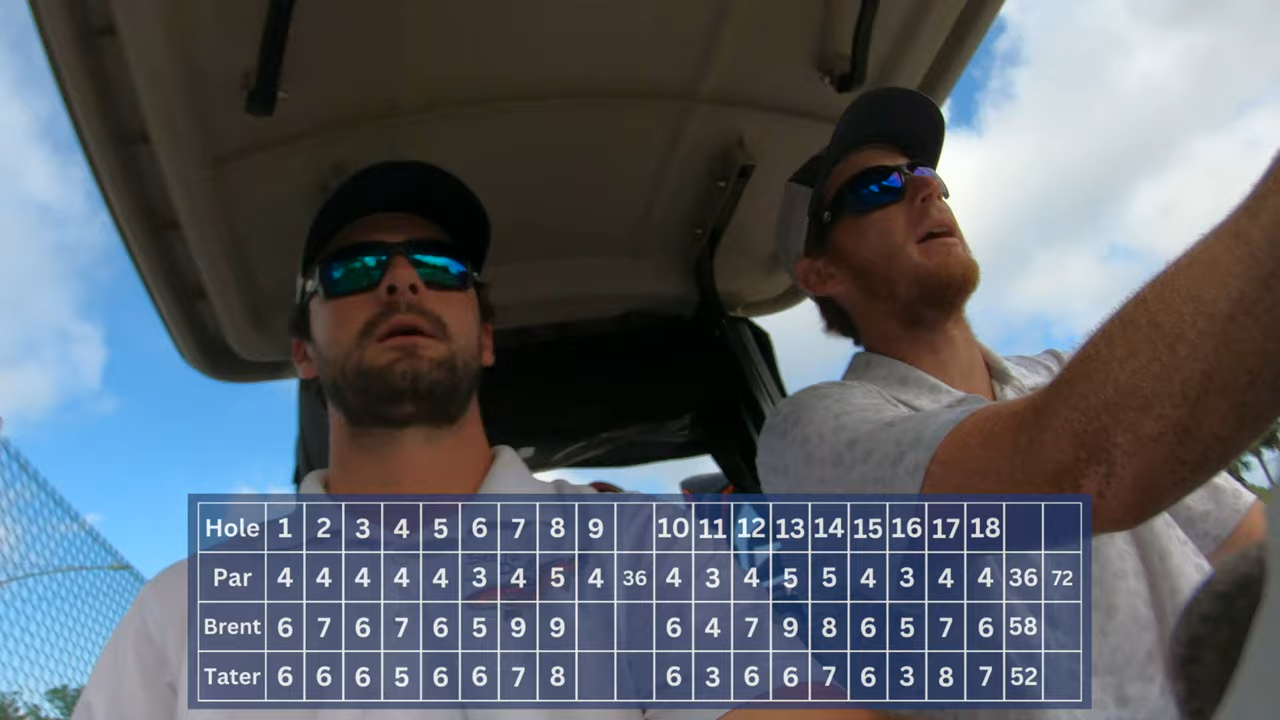 Hole 1 2 3 4 5 6 7 8 9 10 11 12 13 14 15 16 17 18
Par 4 4 4 4 4 3 4 5 4 36 4 3 4 5 5 4 3 4 4 36 72
Brent 6 7 6 7 6 5 9 9 6 4 7 9 8 6 5 7 6 58
Tater 6 6 6 5 6 6 7 8 6 3 6 6 7 6 3 8 7 52